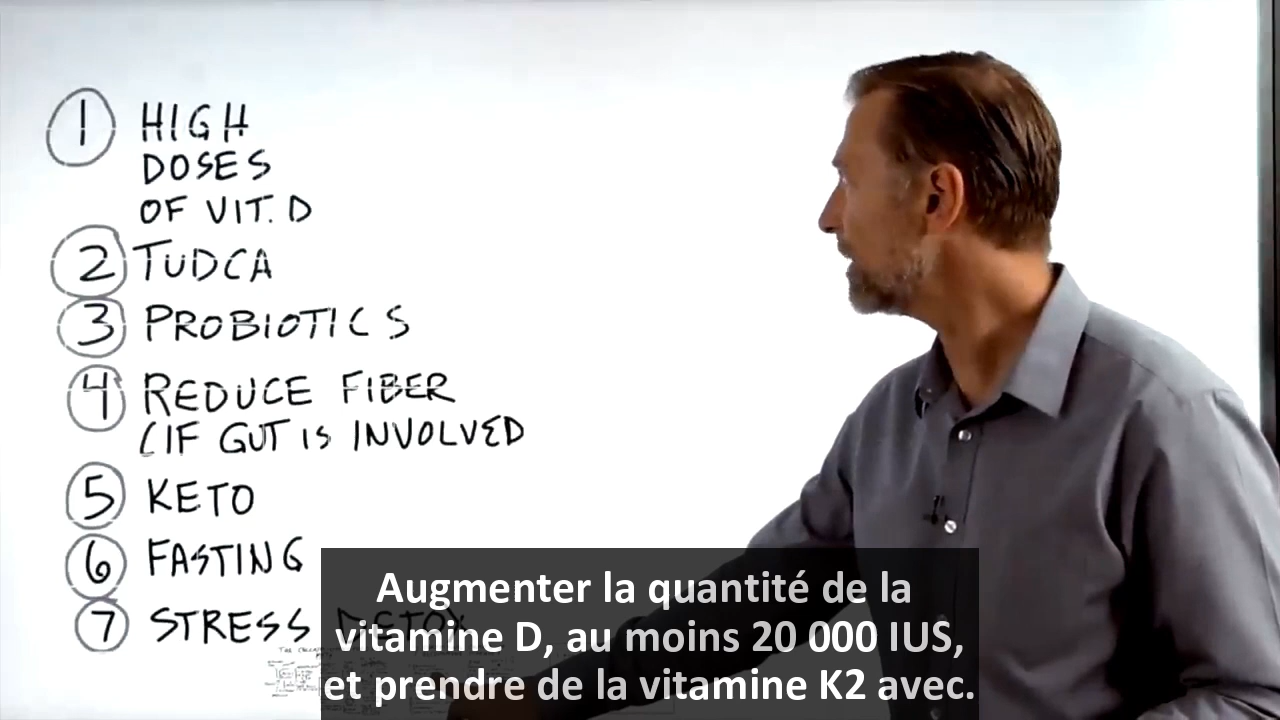 1 HIGH
DOSES
OF VIT. D
2 TUDCA
3 PROBIOTICS
4 REDUCE FIBER
(IF GUT IS INVOLVED
5 KETO
6 FASTING
7 STRESS DETOX
Augmenter la quantité de la
vitamine D, au moins 20 000 IUS,
et prendre de la vitamine K2 avec.